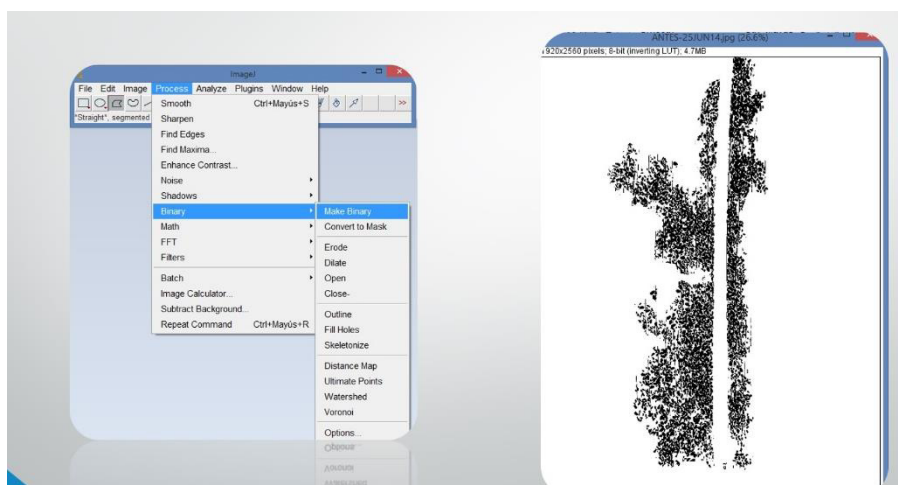 ImageJ
File Edit Image Process Analyze Plugins Window Help
>>
*Straight*, segmented
Smooth Ctrl+Mayús+S
Sharpen
Find Edges
Find Maxima...
Enhance Contrast...
Noise
Shadows
Binary
Math
FFT
Filters
Batch
Image Calculator...
Subtract Background...
Repeat Command Ctrl+Mayús+R
Make Binary
Convert to Mask
Erode
Dilate
Open
Close-
Outline
Fill Holes
Skeletonize
Distance Map
Ultimate Points
Watershed
Voronoi
Options...
ANTES-25JUN14.jpg (26.6%)
920x2560 pixels; 8-bit (inverting LUT); 4.7MB